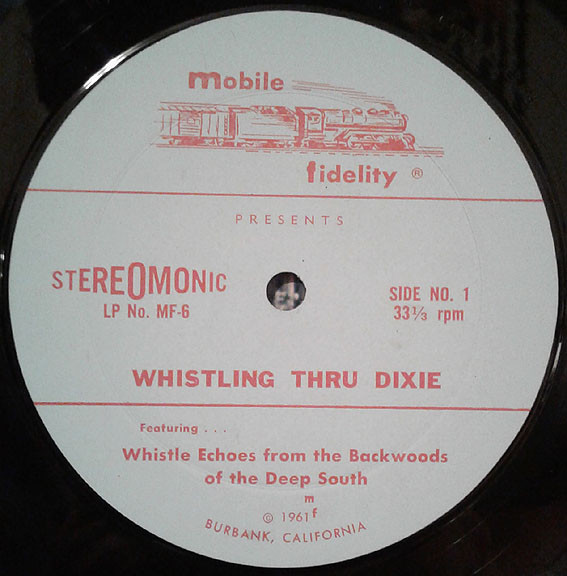 mobile
fidelity ®
PRESENTS
STEREOMONIC
LP No. MF-6
SIDE NO. 1
33⅓ rpm
WHISTLING THRU DIXIE
Featuring . . .
Whistle Echoes from the Backwoods
of the Deep South
© 1961 m f
BURBANK, CALIFORNIA